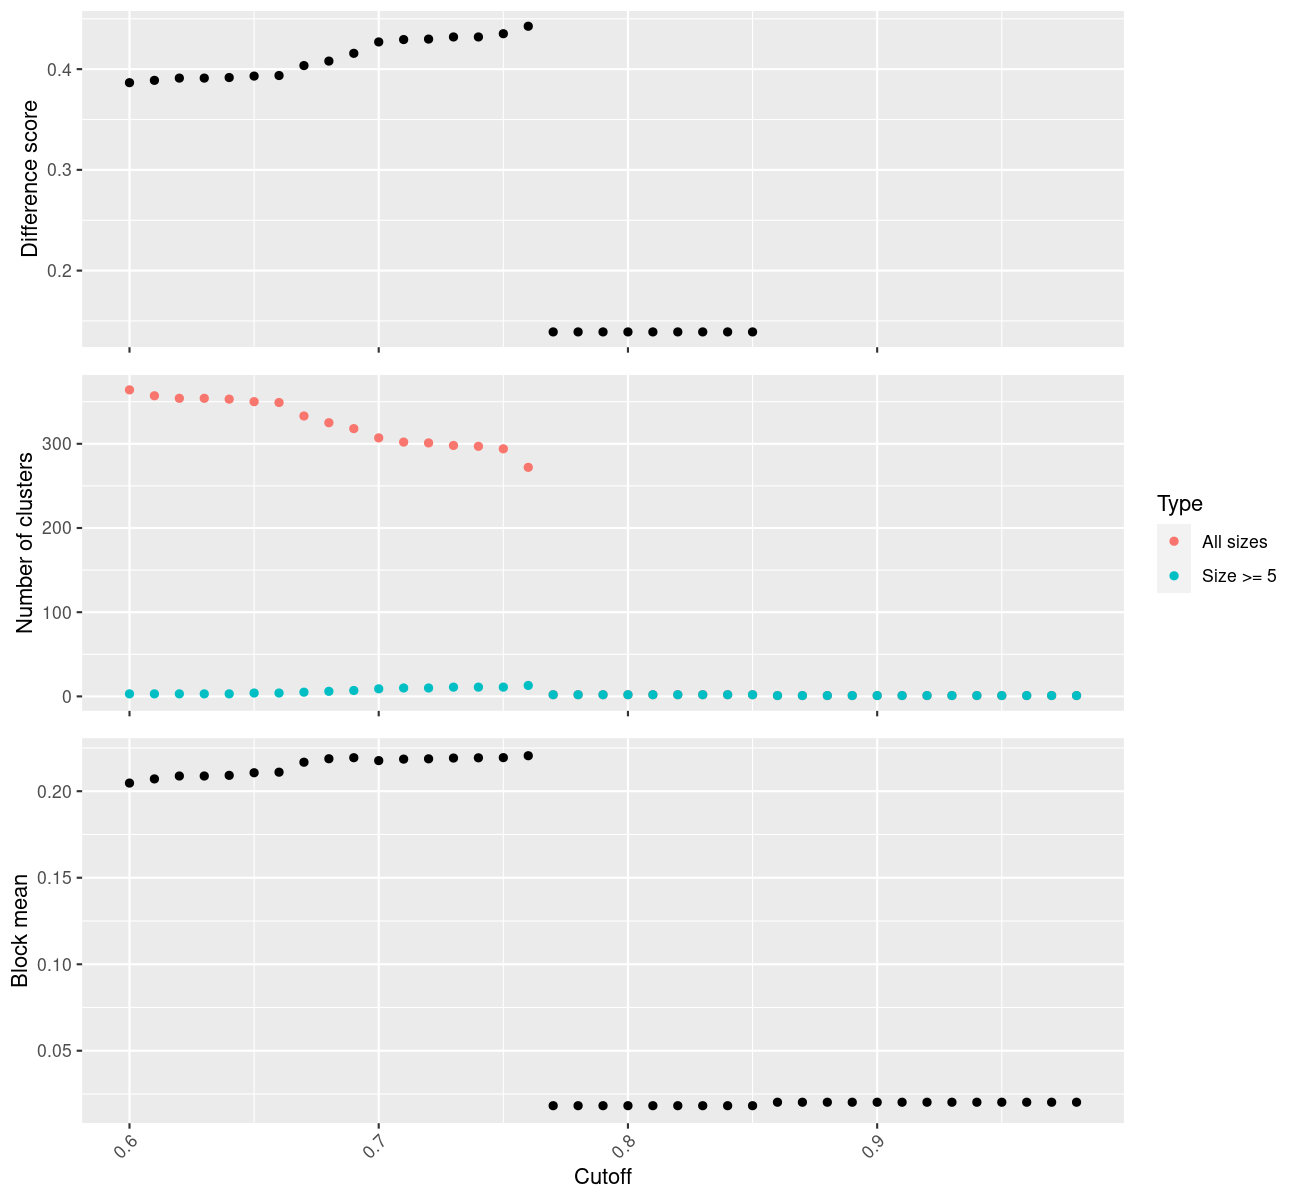 Difference score
0.4
0.3
0.2
Number of clusters
300
200
100
0
Type
All sizes
Size >= 5
Block mean
0.20
0.15
0.10
0.05
0.6
0.7
0.8
0.9
Cutoff